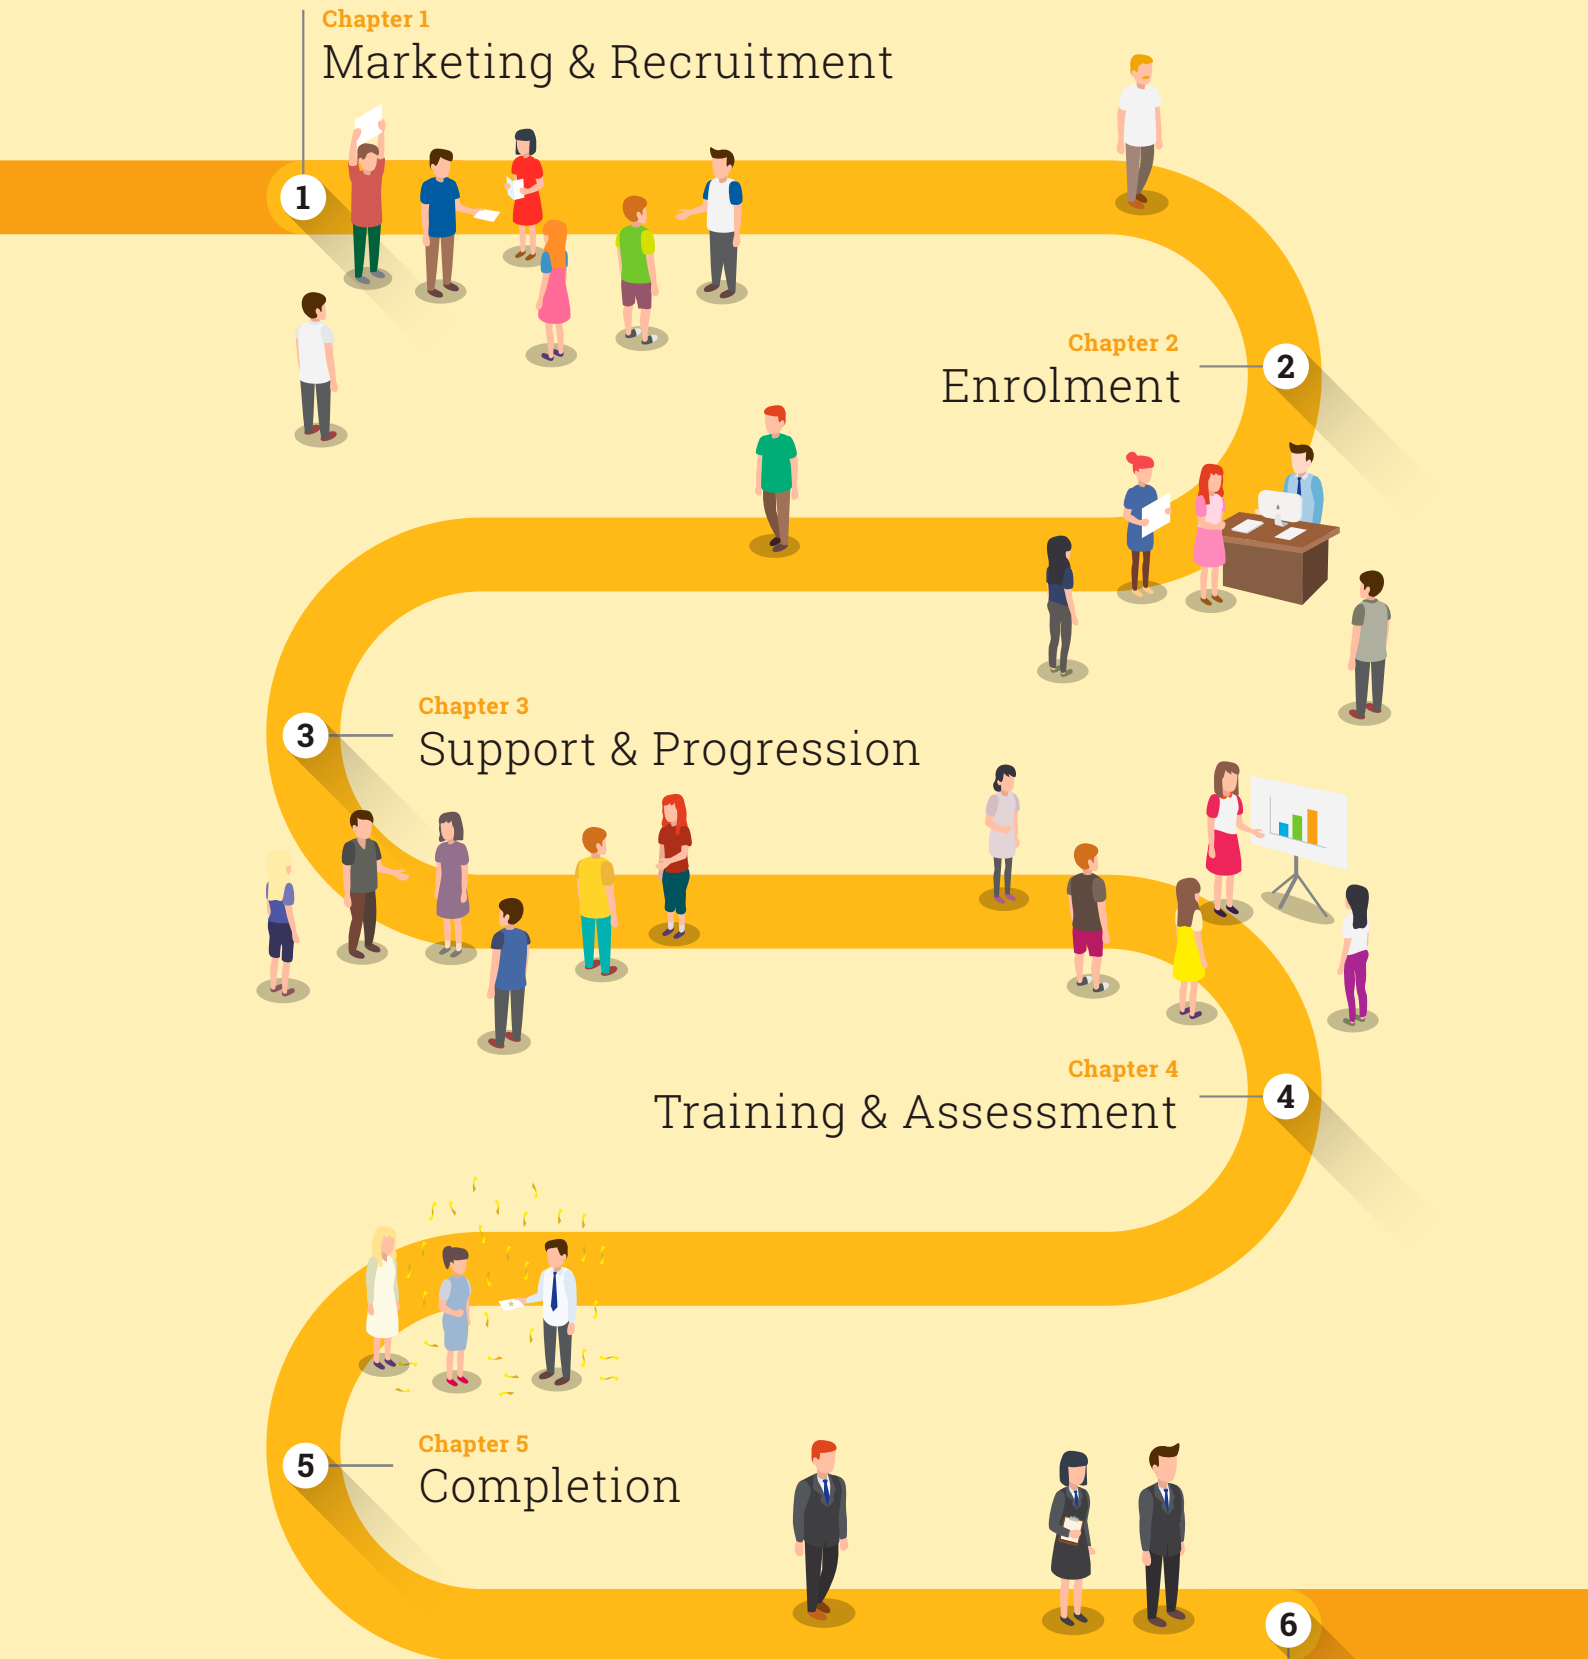 Chapter 1
Marketing & Recruitment
1
Chapter 2
Enrolment
2
Chapter 3
Support & Progression
3
Chapter 4
Training & Assessment
4
Chapter 5
Completion
5
6